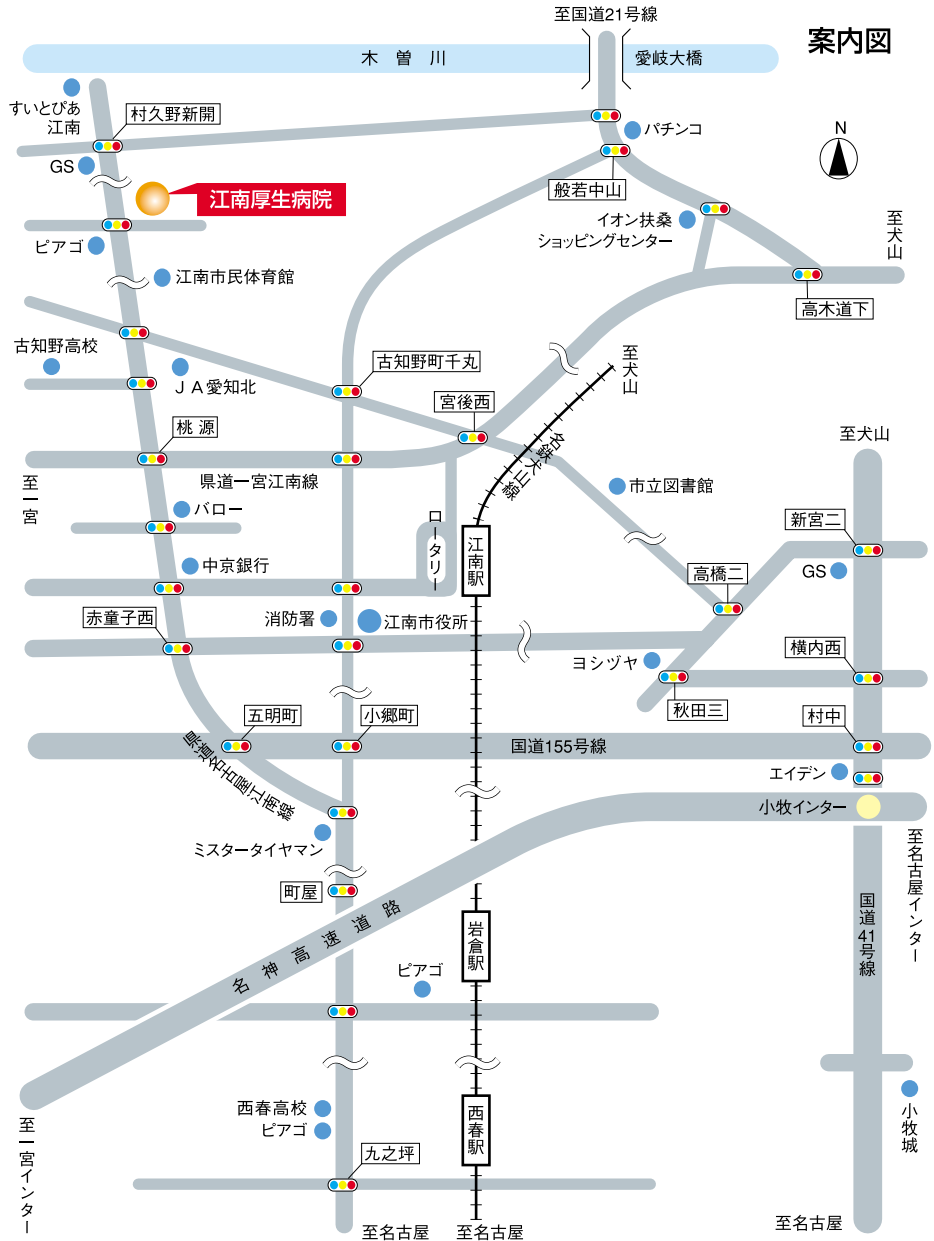 至国道21号線
案内図
木曽川
愛岐大橋
すいとぴあ
江南
村久野新開
パチンコ
N
GS
江南厚生病院
般若中山
イオン扶桑
ショッピングセンター
至犬山
ピアゴ
江南市民体育館
高木道下
古知野高校
ＪＡ愛知北
古知野町千丸
至犬山
宮後西
桃源
名鉄犬山線
至犬山
至一宮
県道一宮江南線
市立図書館
バロー
ロータリー
江南駅
新宮二
中京銀行
高橋二
GS
赤童子西
消防署
江南市役所
ヨシヅヤ
横内西
秋田三
五明町
小郷町
村中
県道名古屋江南線
国道155号線
エイデン
小牧インター
ミスタータイヤマン
至名古屋インター
町屋
国道41号線
名神高速道路
岩倉駅
ピアゴ
西春高校
ピアゴ
西春駅
小牧城
至一宮インター
九之坪
至名古屋
至名古屋
至名古屋